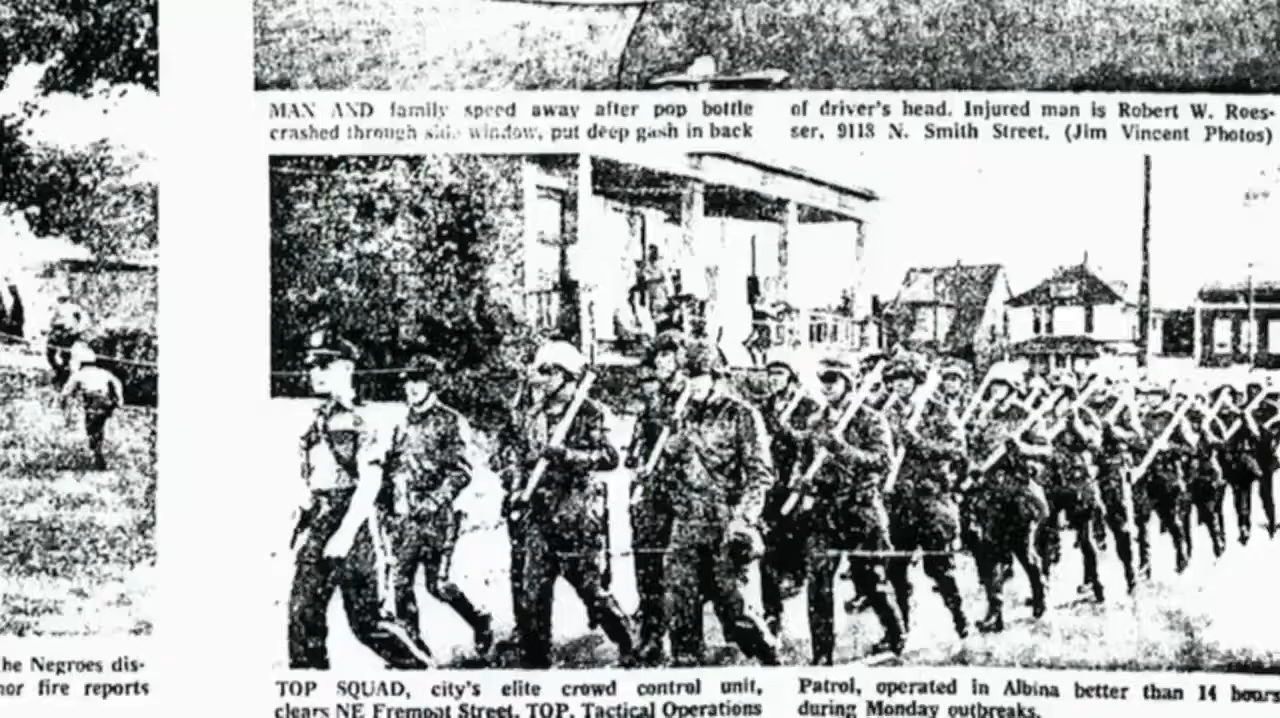 MAN AND family speed away after pop bottle
crashed through side window, put deep gash in back
of driver's head. Injured man is Robert W. Roes-
ser, 9118 N. Smith Street. (Jim Vincent Photos)
he Negroes dis-
nor fire reports
TOP SQUAD, city's elite crowd control unit,
clears NE Fremont Street. TOP, Tactical Operations
Patrol, operated in Albina better than 14 hours
during Monday outbreaks.